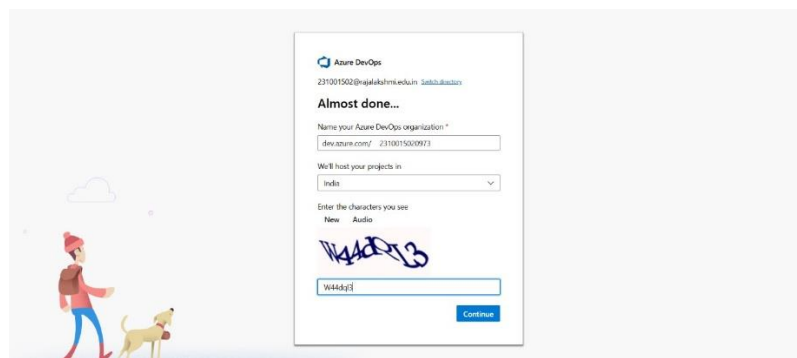 Azure DevOps
231001502@rajalakshmi.edu.in Switch directory
Almost done...
Name your Azure DevOps organization *
dev.azure.com/ 2310015020973
We'll host your projects in
India
Enter the characters you see
New Audio
W44dql3
Continue